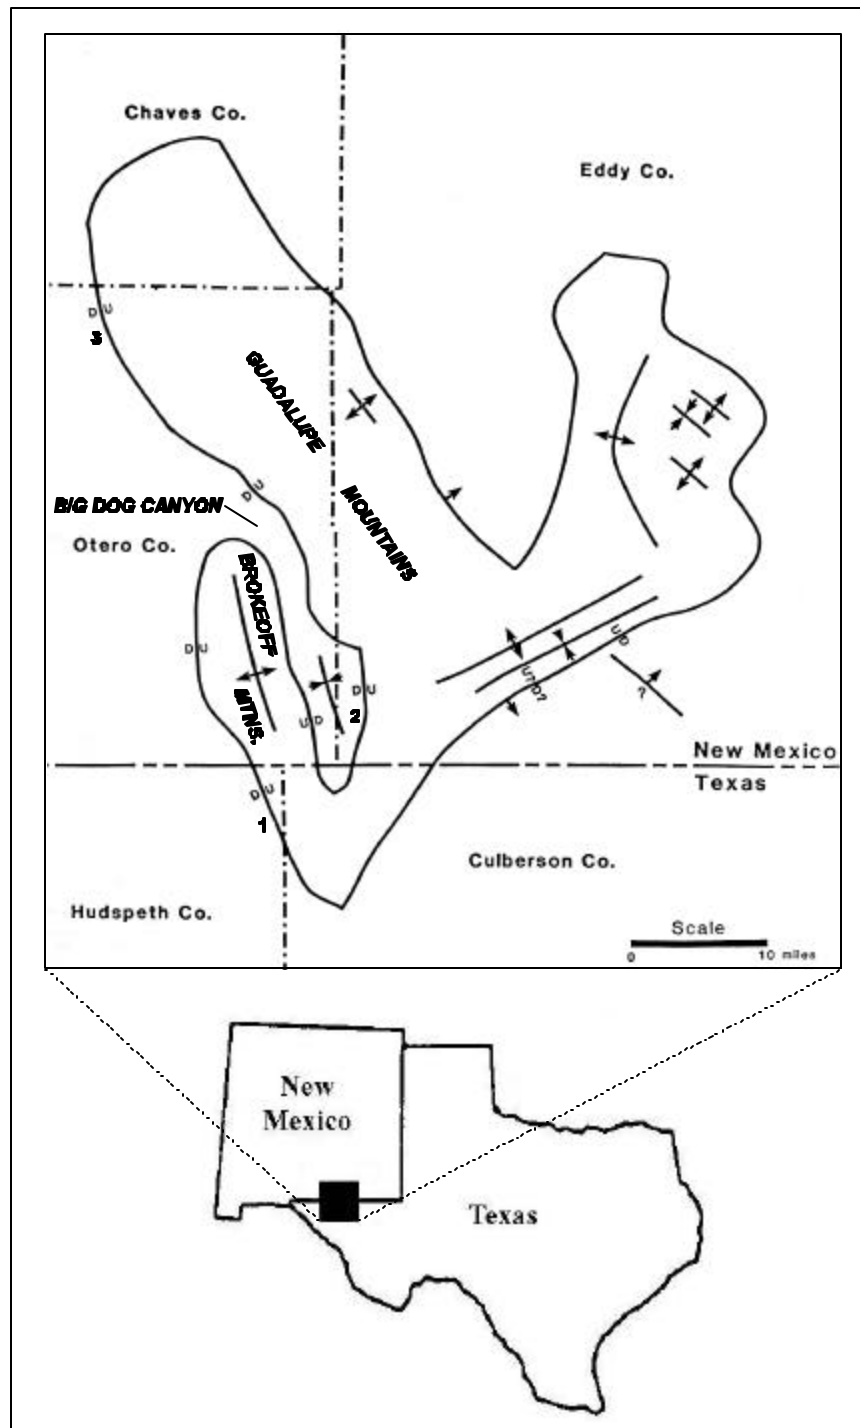 Chaves Co.
Eddy Co.
D U
3
GUADALUPE
MOUNTAINS
D U
BIG DOG CANYON
Otero Co.
BROKEOFF
MTNS.
D U
U D
D U
2
U/D
U?/D?
?
New Mexico
Texas
D U
1
Culberson Co.
Hudspeth Co.
Scale
0 10 miles
New
Mexico
Texas